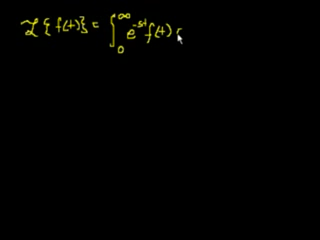 ℒ{f(t)} = ∫₀^∞ e^{-st} f(t)